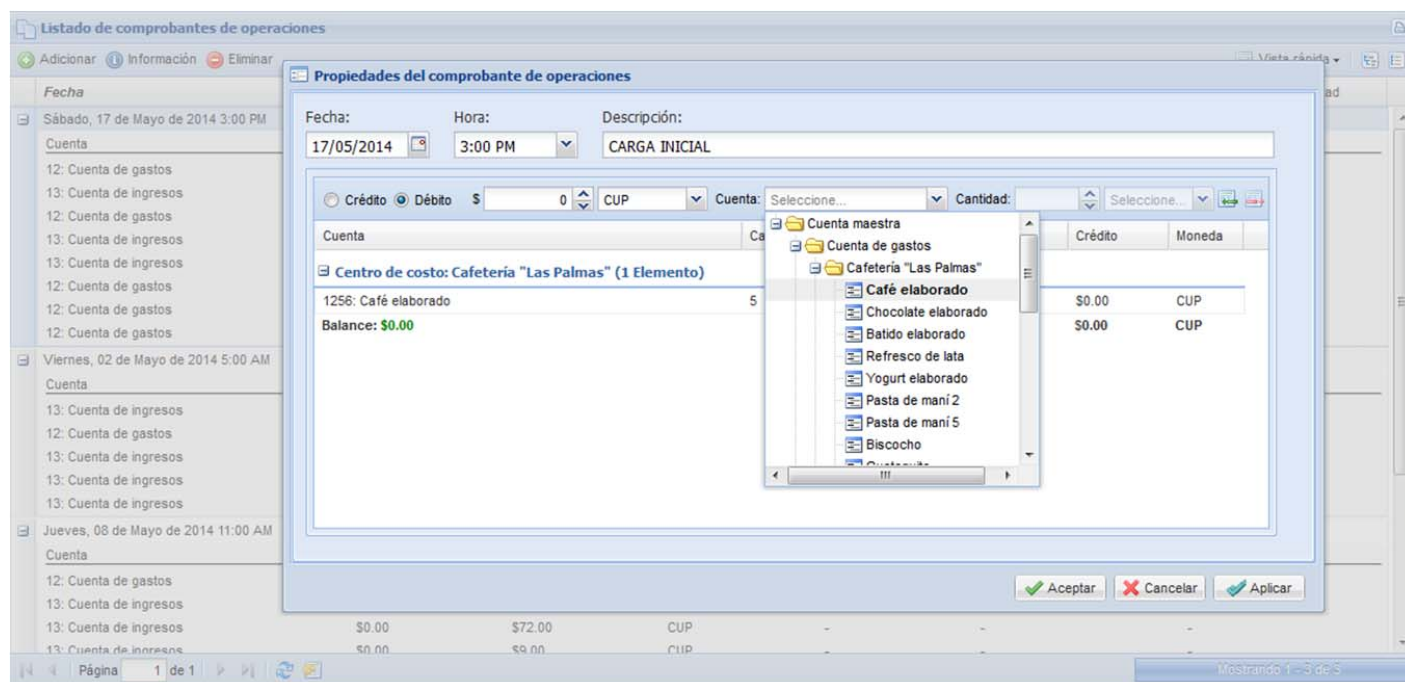 Listado de comprobantes de operaciones
Adicionar Información Eliminar
Vista rápida
Fecha
Sábado, 17 de Mayo de 2014 3:00 PM
Cuenta
12: Cuenta de gastos
13: Cuenta de ingresos
12: Cuenta de gastos
13: Cuenta de ingresos
13: Cuenta de ingresos
12: Cuenta de gastos
12: Cuenta de gastos
12: Cuenta de gastos
Viernes, 02 de Mayo de 2014 5:00 AM
Cuenta
13: Cuenta de ingresos
12: Cuenta de gastos
13: Cuenta de ingresos
13: Cuenta de ingresos
13: Cuenta de ingresos
Jueves, 08 de Mayo de 2014 11:00 AM
Cuenta
12: Cuenta de gastos
13: Cuenta de ingresos
13: Cuenta de ingresos $0.00 $72.00 CUP - - -
13: Cuenta de ingresos $0.00 $9.00 CUP - - -
Página 1 de 1
Mostrando 1 - 5 de 5
Propiedades del comprobante de operaciones
Fecha: Hora: Descripción:
17/05/2014 3:00 PM CARGA INICIAL
Crédito Débito $ 0 CUP Cuenta: Seleccione... Cantidad: Seleccione...
Cuenta Ca Crédito Moneda
Centro de costo: Cafetería "Las Palmas" (1 Elemento)
1256: Café elaborado 5 $0.00 CUP
Balance: $0.00 $0.00 CUP
Cuenta maestra
Cuenta de gastos
Cafetería "Las Palmas"
Café elaborado
Chocolate elaborado
Batido elaborado
Refresco de lata
Yogurt elaborado
Pasta de maní 2
Pasta de maní 5
Biscocho
Aceptar Cancelar Aplicar